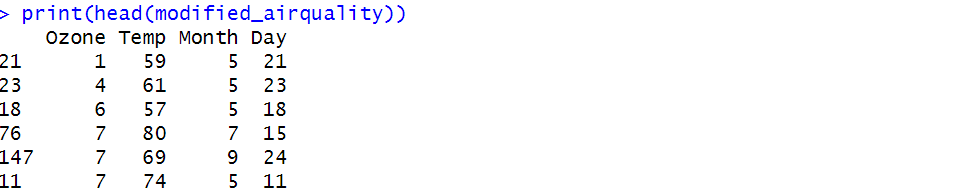 > print(head(modified_airquality))
    Ozone Temp Month Day
21      1   59     5  21
23      4   61     5  23
18      6   57     5  18
76      7   80     7  15
147     7   69     9  24
11      7   74     5  11